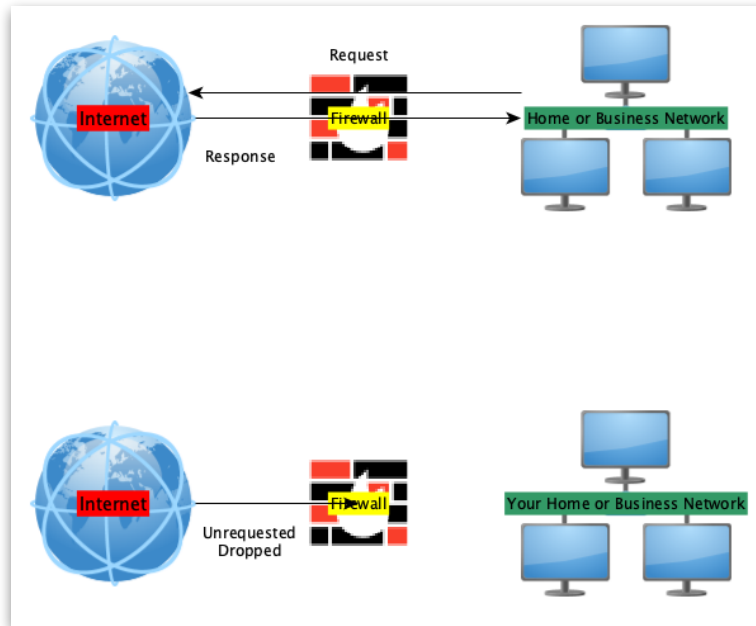 Request
Internet
Firewall
Home or Business Network
Response
Internet
Firewall
Your Home or Business Network
Unrequested
Dropped